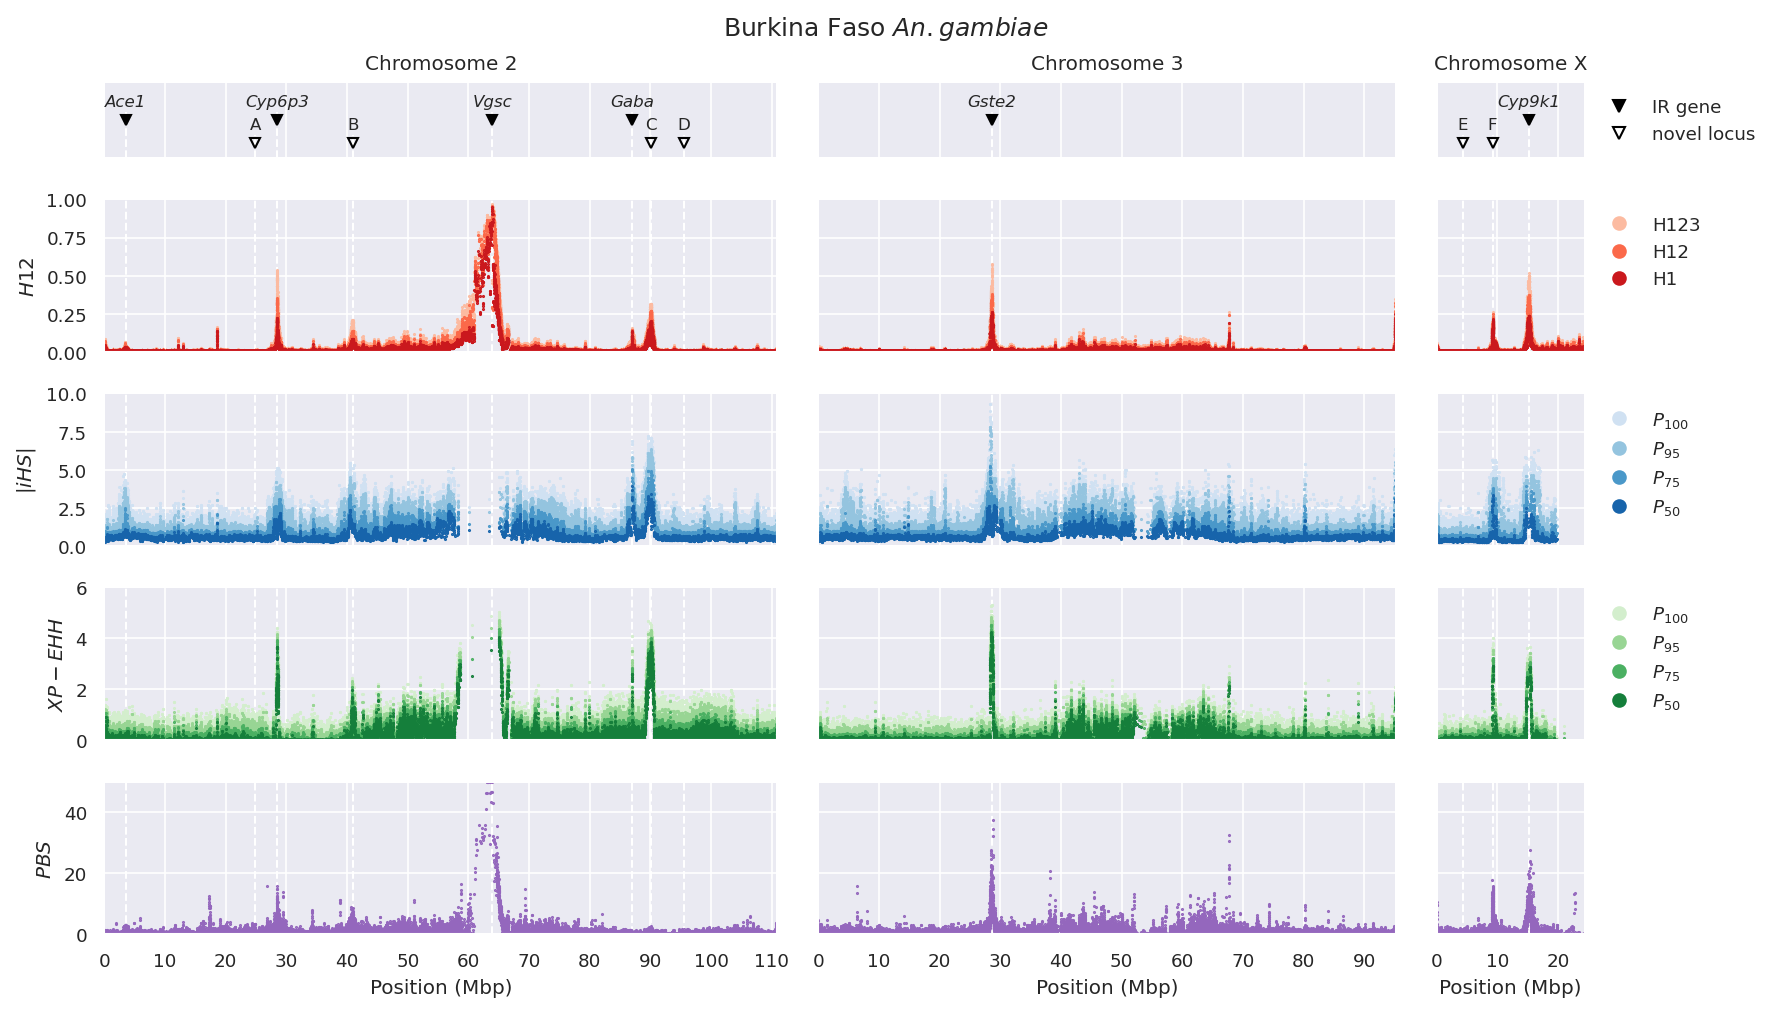 Burkina Faso An. gambiae
Chromosome 2 Chromosome 3 Chromosome X
Ace1 Cyp6p3 Vgsc Gaba Gste2 Cyp9k1
A B C D E F
IR gene
novel locus
H12
1.00
0.75
0.50
0.25
0.00
H123
H12
H1
|iHS|
10.0
7.5
5.0
2.5
0.0
P100
P95
P75
P50
XP − EHH
6
4
2
0
P100
P95
P75
P50
PBS
40
20
0
0 10 20 30 40 50 60 70 80 90 100 110 0 10 20 30 40 50 60 70 80 90 0 10 20
Position (Mbp) Position (Mbp) Position (Mbp)